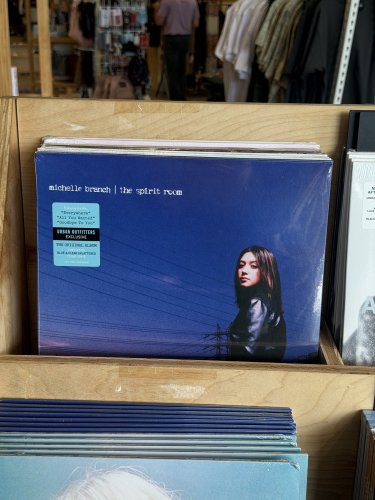 michelle branch | the spirit room
"Everywhere"
"All You Wanted"
"Goodbye To You"
URBAN OUTFITTERS
EXCLUSIVE
THE ORIGINAL ALBUM